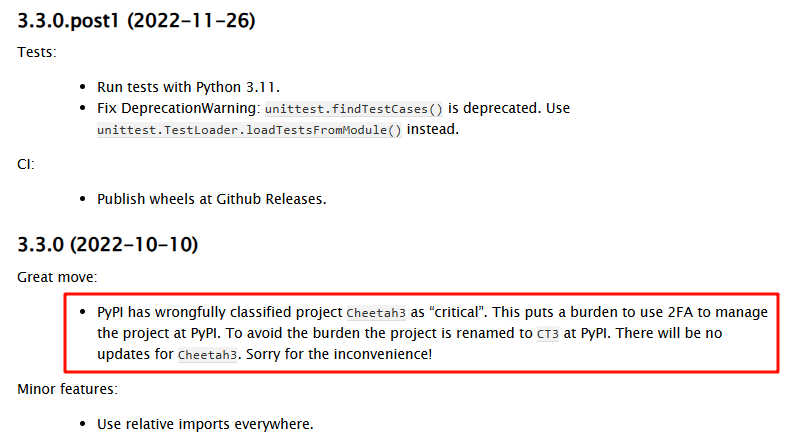 3.3.0.post1 (2022-11-26)
Tests:
• Run tests with Python 3.11.
• Fix DeprecationWarning: unittest.findTestCases() is deprecated. Use
unittest.TestLoader.loadTestsFromModule() instead.
CI:
• Publish wheels at Github Releases.
3.3.0 (2022-10-10)
Great move:
• PyPI has wrongfully classified project Cheetah3 as “critical”. This puts a burden to use 2FA to manage
the project at PyPI. To avoid the burden the project is renamed to CT3 at PyPI. There will be no
updates for Cheetah3. Sorry for the inconvenience!
Minor features:
• Use relative imports everywhere.